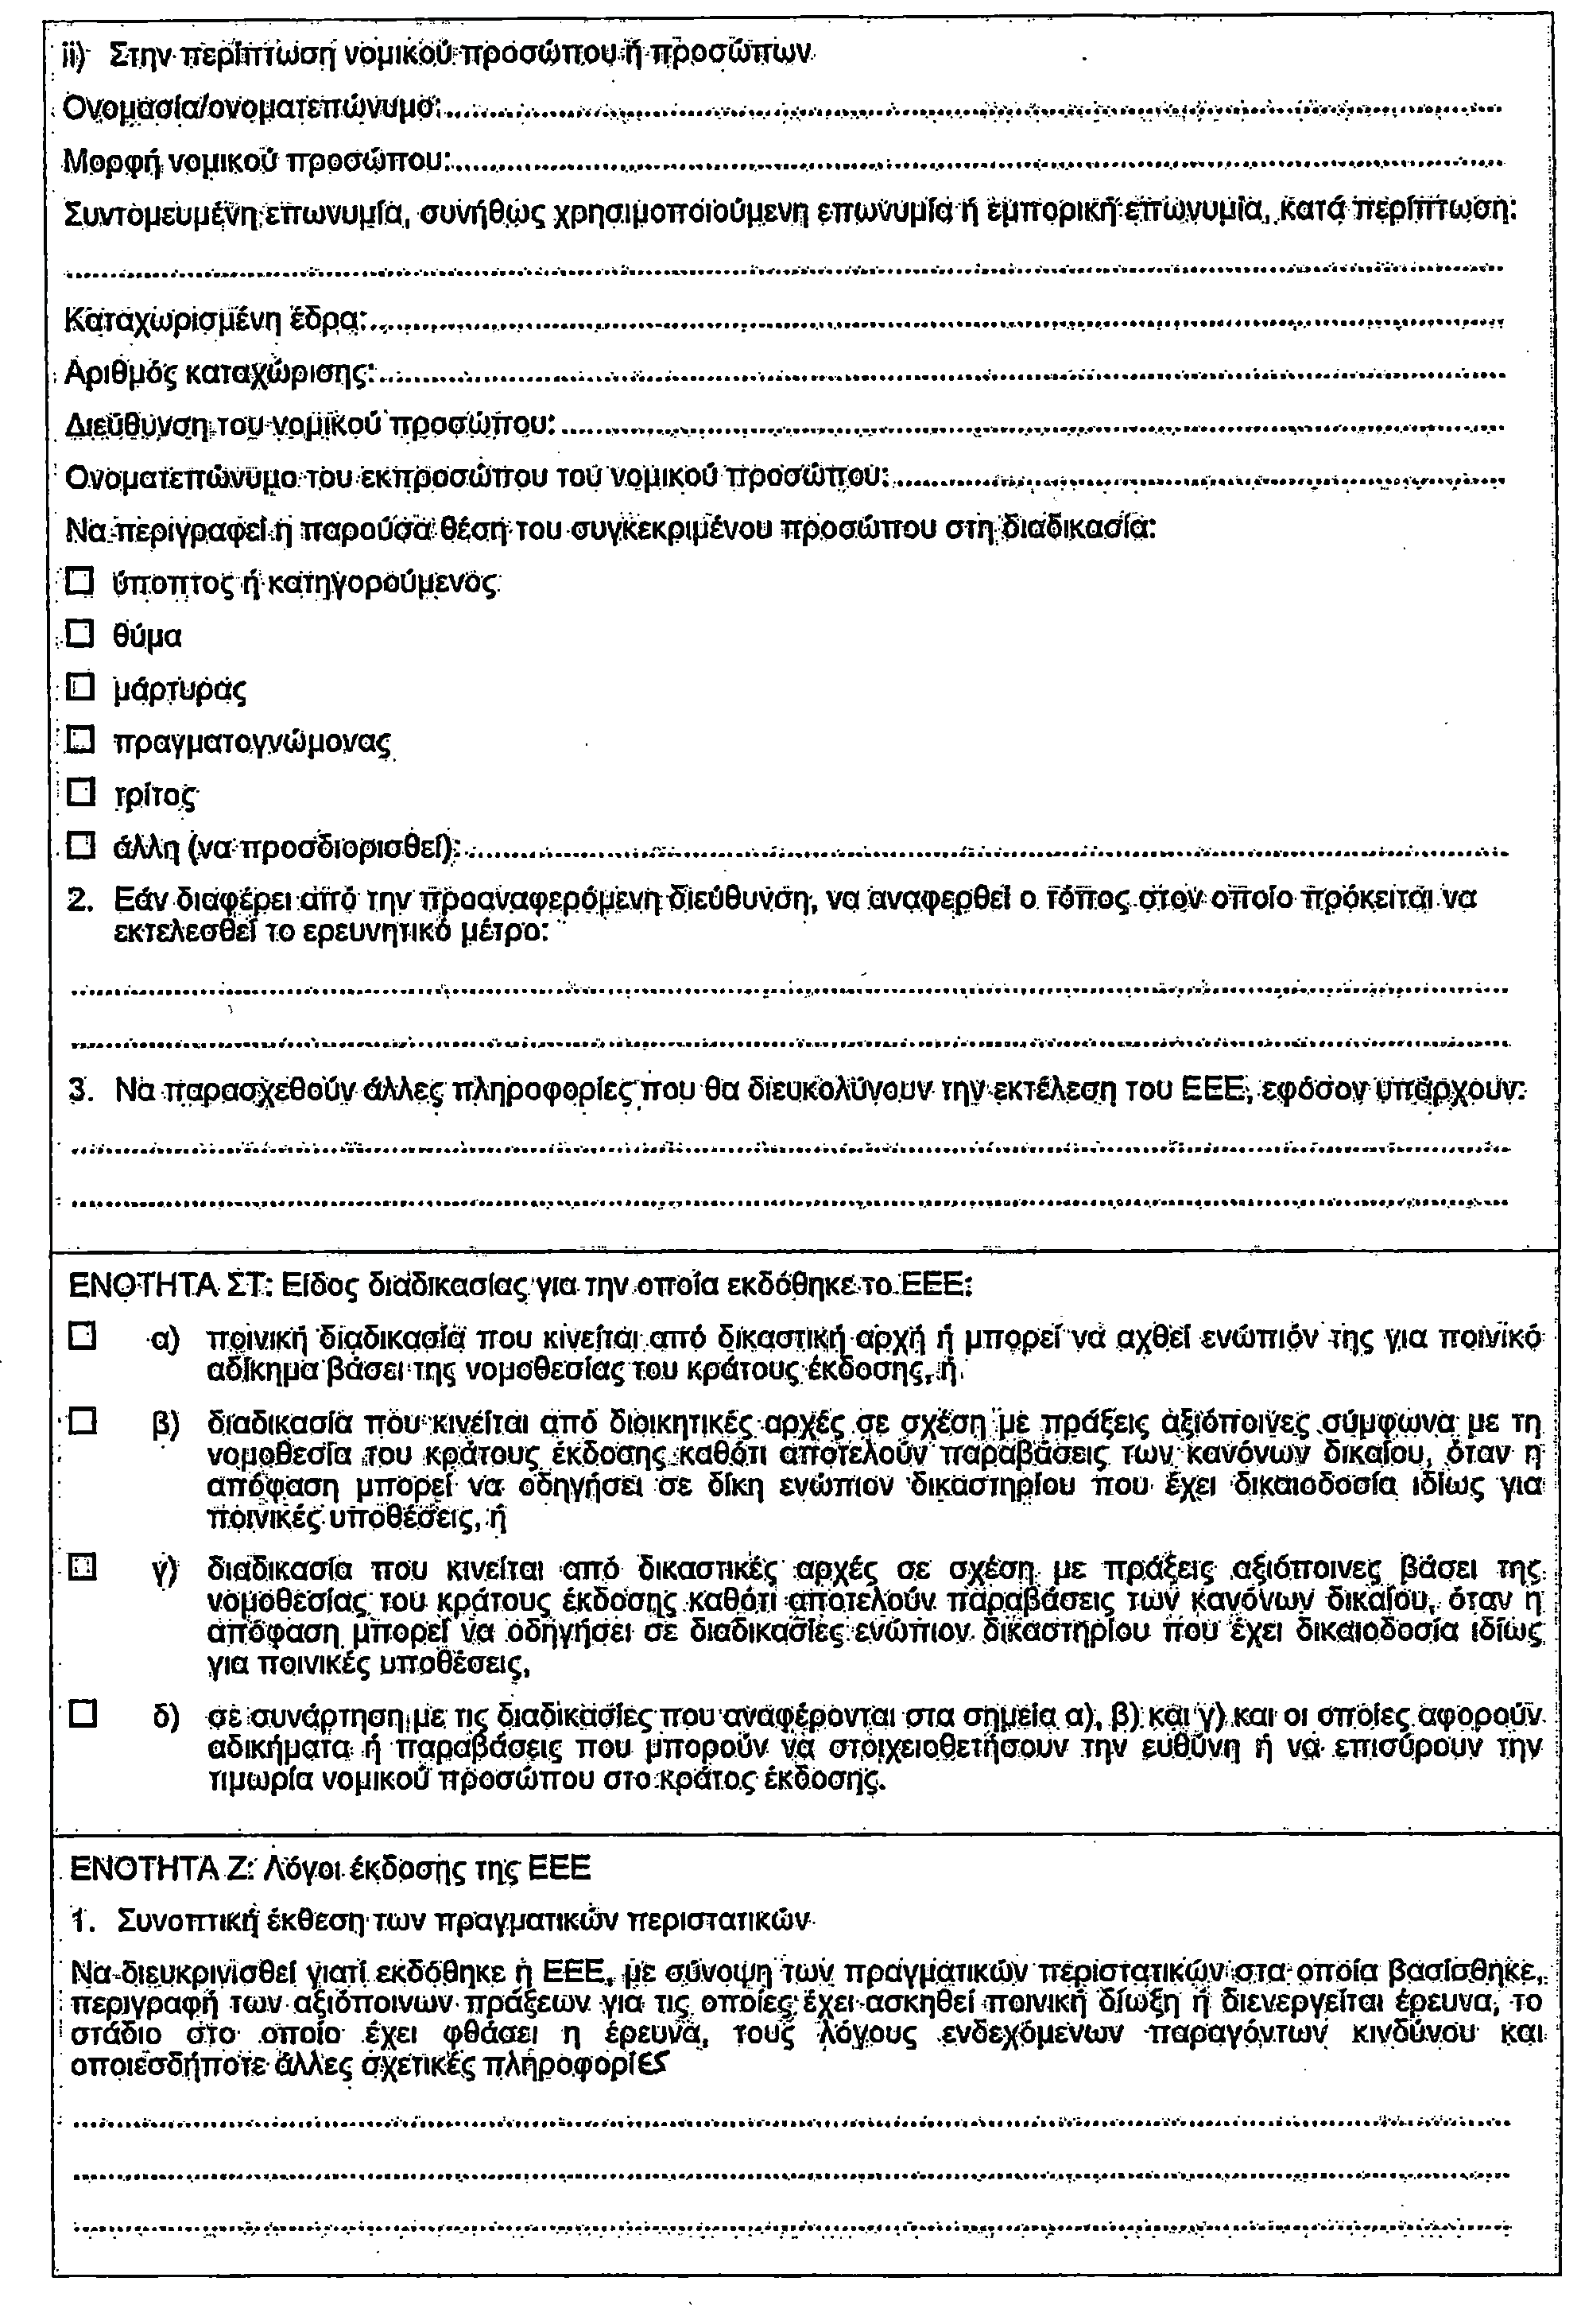 ii) Στην περίπτωση νομικού προσώπου ή προσώπων
Ονομασία/ονοματεπώνυμο:
Μορφή νομικού προσώπου:
Συντομευμένη επωνυμία, συνήθως χρησιμοποιούμενη επωνυμία ή εμπορική επωνυμία, κατά περίπτωση:
Καταχωρισμένη έδρα:
Αριθμός καταχώρισης:
Διεύθυνση του νομικού προσώπου:
Ονοματεπώνυμο του εκπροσώπου του νομικού προσώπου:
Να περιγραφεί η παρούσα θέση του συγκεκριμένου προσώπου στη διαδικασία:
☐ ύποπτος ή κατηγορούμενος
☐ θύμα
☐ μάρτυρας
☐ πραγματογνώμονας
☐ τρίτος
☐ άλλη (να προσδιορισθεί):
2. Εάν διαφέρει από την προαναφερόμενη διεύθυνση, να αναφερθεί ο τόπος στον οποίο πρόκειται να
εκτελεσθεί το ερευνητικό μέτρο:
3. Να παρασχεθούν άλλες πληροφορίες που θα διευκολύνουν την εκτέλεση του ΕΕΕ, εφόσον υπάρχουν:
ΕΝΟΤΗΤΑ ΣΤ: Είδος διαδικασίας για την οποία εκδόθηκε το ΕΕΕ:
☐ α) ποινική διαδικασία που κινείται από δικαστική αρχή ή μπορεί να αχθεί ενώπιόν της για ποινικό
αδίκημα βάσει της νομοθεσίας του κράτους έκδοσης, ή
☐ β) διαδικασία που κινείται από διοικητικές αρχές σε σχέση με πράξεις αξιόποινες σύμφωνα με τη
νομοθεσία του κράτους έκδοσης καθότι αποτελούν παραβάσεις των κανόνων δικαίου, όταν η
απόφαση μπορεί να οδηγήσει σε δίκη ενώπιον δικαστηρίου που έχει δικαιοδοσία ιδίως για
ποινικές υποθέσεις, ή
☐ γ) διαδικασία που κινείται από δικαστικές αρχές σε σχέση με πράξεις αξιόποινες βάσει της
νομοθεσίας του κράτους έκδοσης καθότι αποτελούν παραβάσεις των κανόνων δικαίου, όταν η
απόφαση μπορεί να οδηγήσει σε διαδικασίες ενώπιον δικαστηρίου που έχει δικαιοδοσία ιδίως
για ποινικές υποθέσεις,
☐ δ) σε συνάρτηση με τις διαδικασίες που αναφέρονται στα σημεία α), β) και γ) και οι οποίες αφορούν
αδικήματα ή παραβάσεις που μπορούν να στοιχειοθετήσουν την ευθύνη ή να επισύρουν την
τιμωρία νομικού προσώπου στο κράτος έκδοσης.
ΕΝΟΤΗΤΑ Ζ: Λόγοι έκδοσης της ΕΕΕ
1. Συνοπτική έκθεση των πραγματικών περιστατικών
Να διευκρινισθεί γιατί εκδόθηκε η ΕΕΕ, με σύνοψη των πραγματικών περιστατικών στα οποία βασίσθηκε,
περιγραφή των αξιόποινων πράξεων για τις οποίες έχει ασκηθεί ποινική δίωξη ή διενεργείται έρευνα, το
στάδιο στο οποίο έχει φθάσει η έρευνα, τους λόγους ενδεχόμενων παραγόντων κινδύνου και
οποιεσδήποτε άλλες σχετικές πληροφορίες